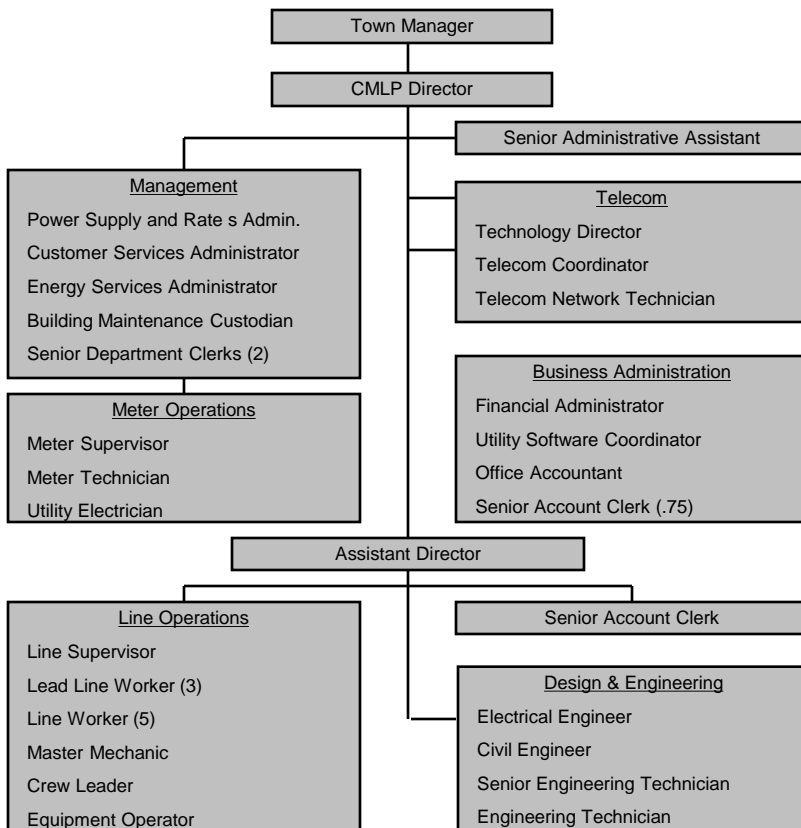 Town Manager
CMLP Director
Senior Administrative Assistant
Management
Power Supply and Rate s Admin.
Customer Services Administrator
Energy Services Administrator
Building Maintenance Custodian
Senior Department Clerks (2)
Telecom
Technology Director
Telecom Coordinator
Telecom Network Technician
Meter Operations
Meter Supervisor
Meter Technician
Utility Electrician
Business Administration
Financial Administrator
Utility Software Coordinator
Office Accountant
Senior Account Clerk (.75)
Assistant Director
Line Operations
Line Supervisor
Lead Line Worker (3)
Line Worker (5)
Master Mechanic
Crew Leader
Equipment Operator
Senior Account Clerk
Design & Engineering
Electrical Engineer
Civil Engineer
Senior Engineering Technician
Engineering Technician